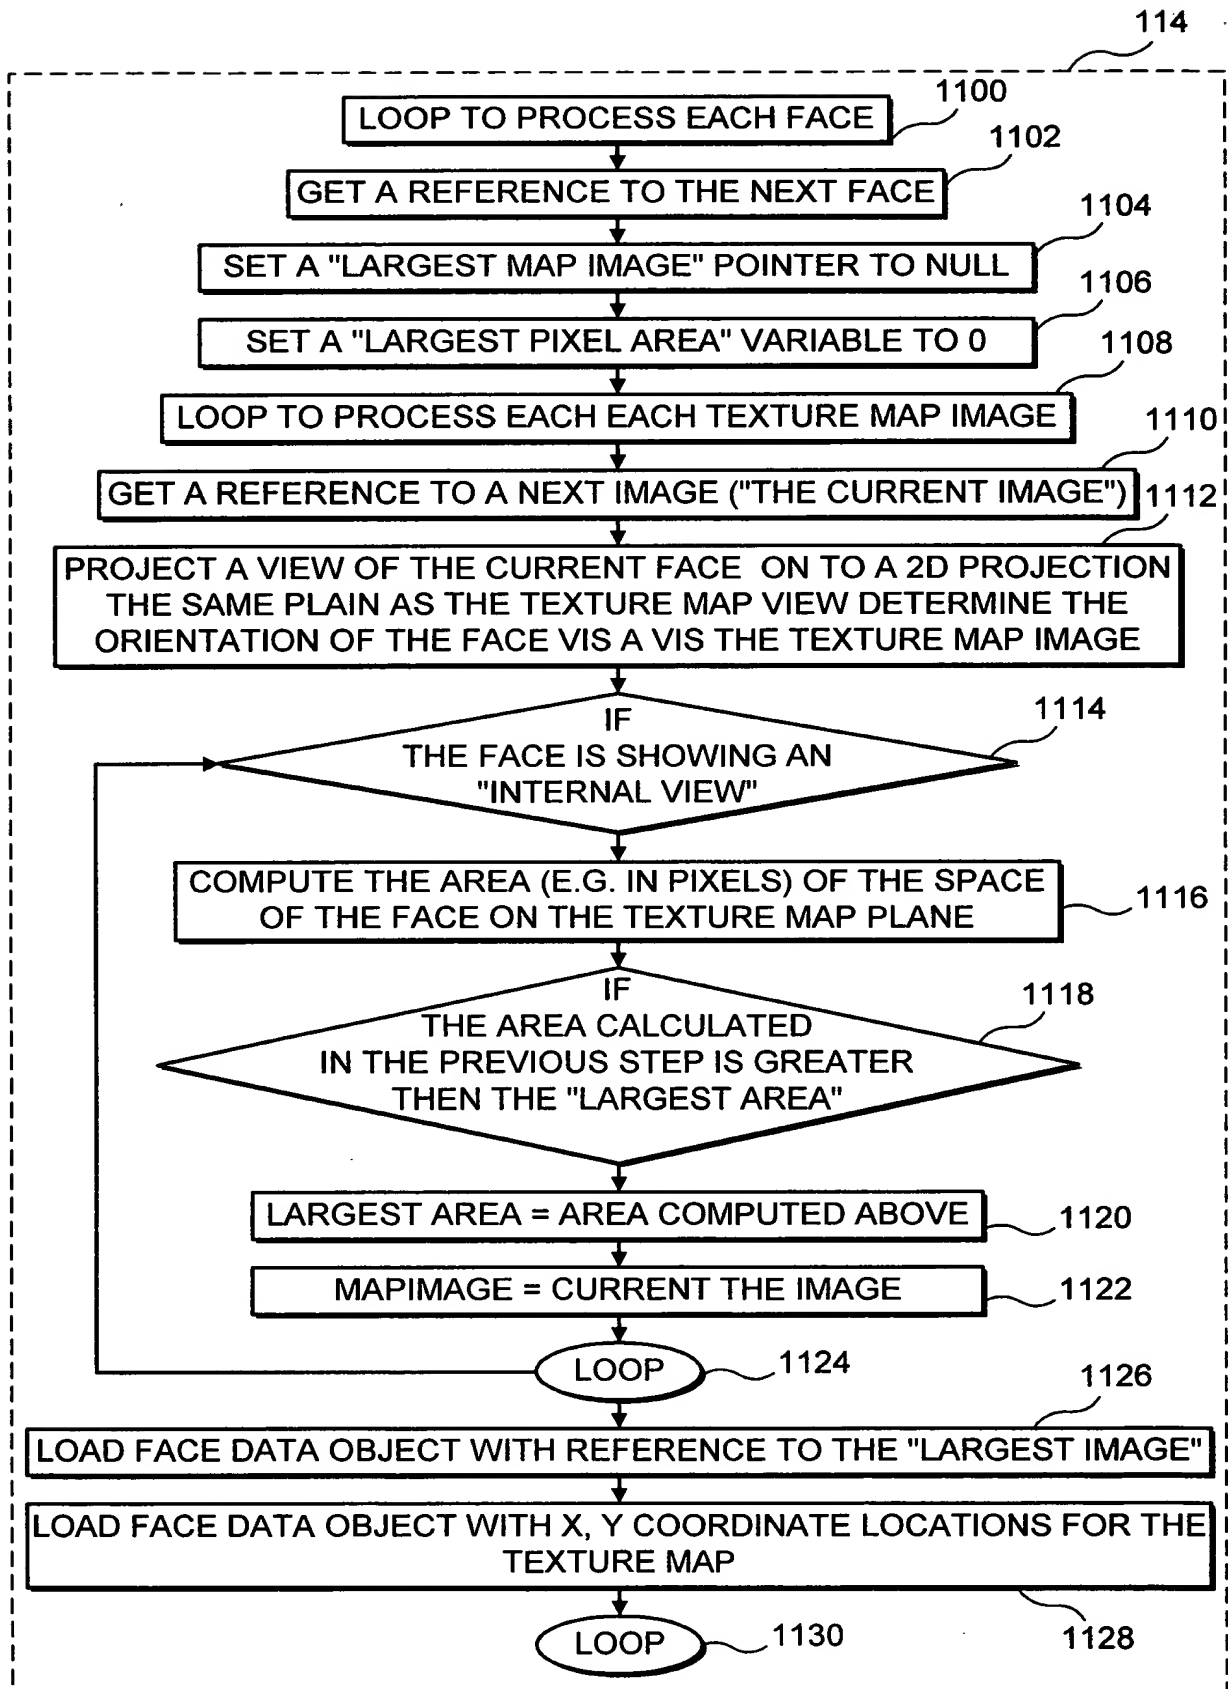 114
LOOP TO PROCESS EACH FACE
1100
GET A REFERENCE TO THE NEXT FACE
1102
SET A "LARGEST MAP IMAGE" POINTER TO NULL
1104
SET A "LARGEST PIXEL AREA" VARIABLE TO 0
1106
LOOP TO PROCESS EACH EACH TEXTURE MAP IMAGE
1108
GET A REFERENCE TO A NEXT IMAGE ("THE CURRENT IMAGE")
1110
PROJECT A VIEW OF THE CURRENT FACE ON TO A 2D PROJECTION
THE SAME PLAIN AS THE TEXTURE MAP VIEW DETERMINE THE
ORIENTATION OF THE FACE VIS A VIS THE TEXTURE MAP IMAGE
1112
IF
THE FACE IS SHOWING AN
"INTERNAL VIEW"
1114
COMPUTE THE AREA (E.G. IN PIXELS) OF THE SPACE
OF THE FACE ON THE TEXTURE MAP PLANE
1116
IF
THE AREA CALCULATED
IN THE PREVIOUS STEP IS GREATER
THEN THE "LARGEST AREA"
1118
LARGEST AREA = AREA COMPUTED ABOVE
1120
MAPIMAGE = CURRENT THE IMAGE
1122
LOOP
1124
LOAD FACE DATA OBJECT WITH REFERENCE TO THE "LARGEST IMAGE"
1126
LOAD FACE DATA OBJECT WITH X, Y COORDINATE LOCATIONS FOR THE
TEXTURE MAP
1128
LOOP
1130